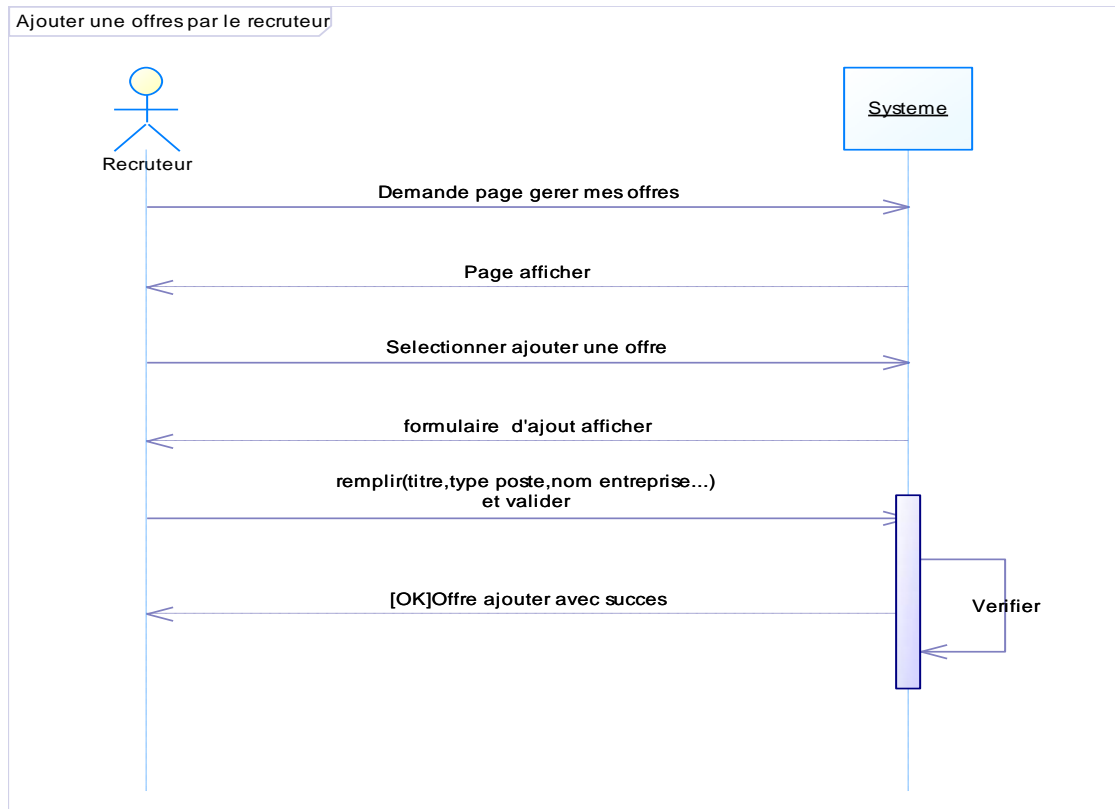 Ajouter une offres par le recruteur
Systeme
Recruteur
Demande page gerer mes offres
Page afficher
Selectionner ajouter une offre
formulaire d'ajout afficher
remplir(titre,type poste,nom entreprise...)
et valider
[OK]Offre ajouter avec succes
Verifier